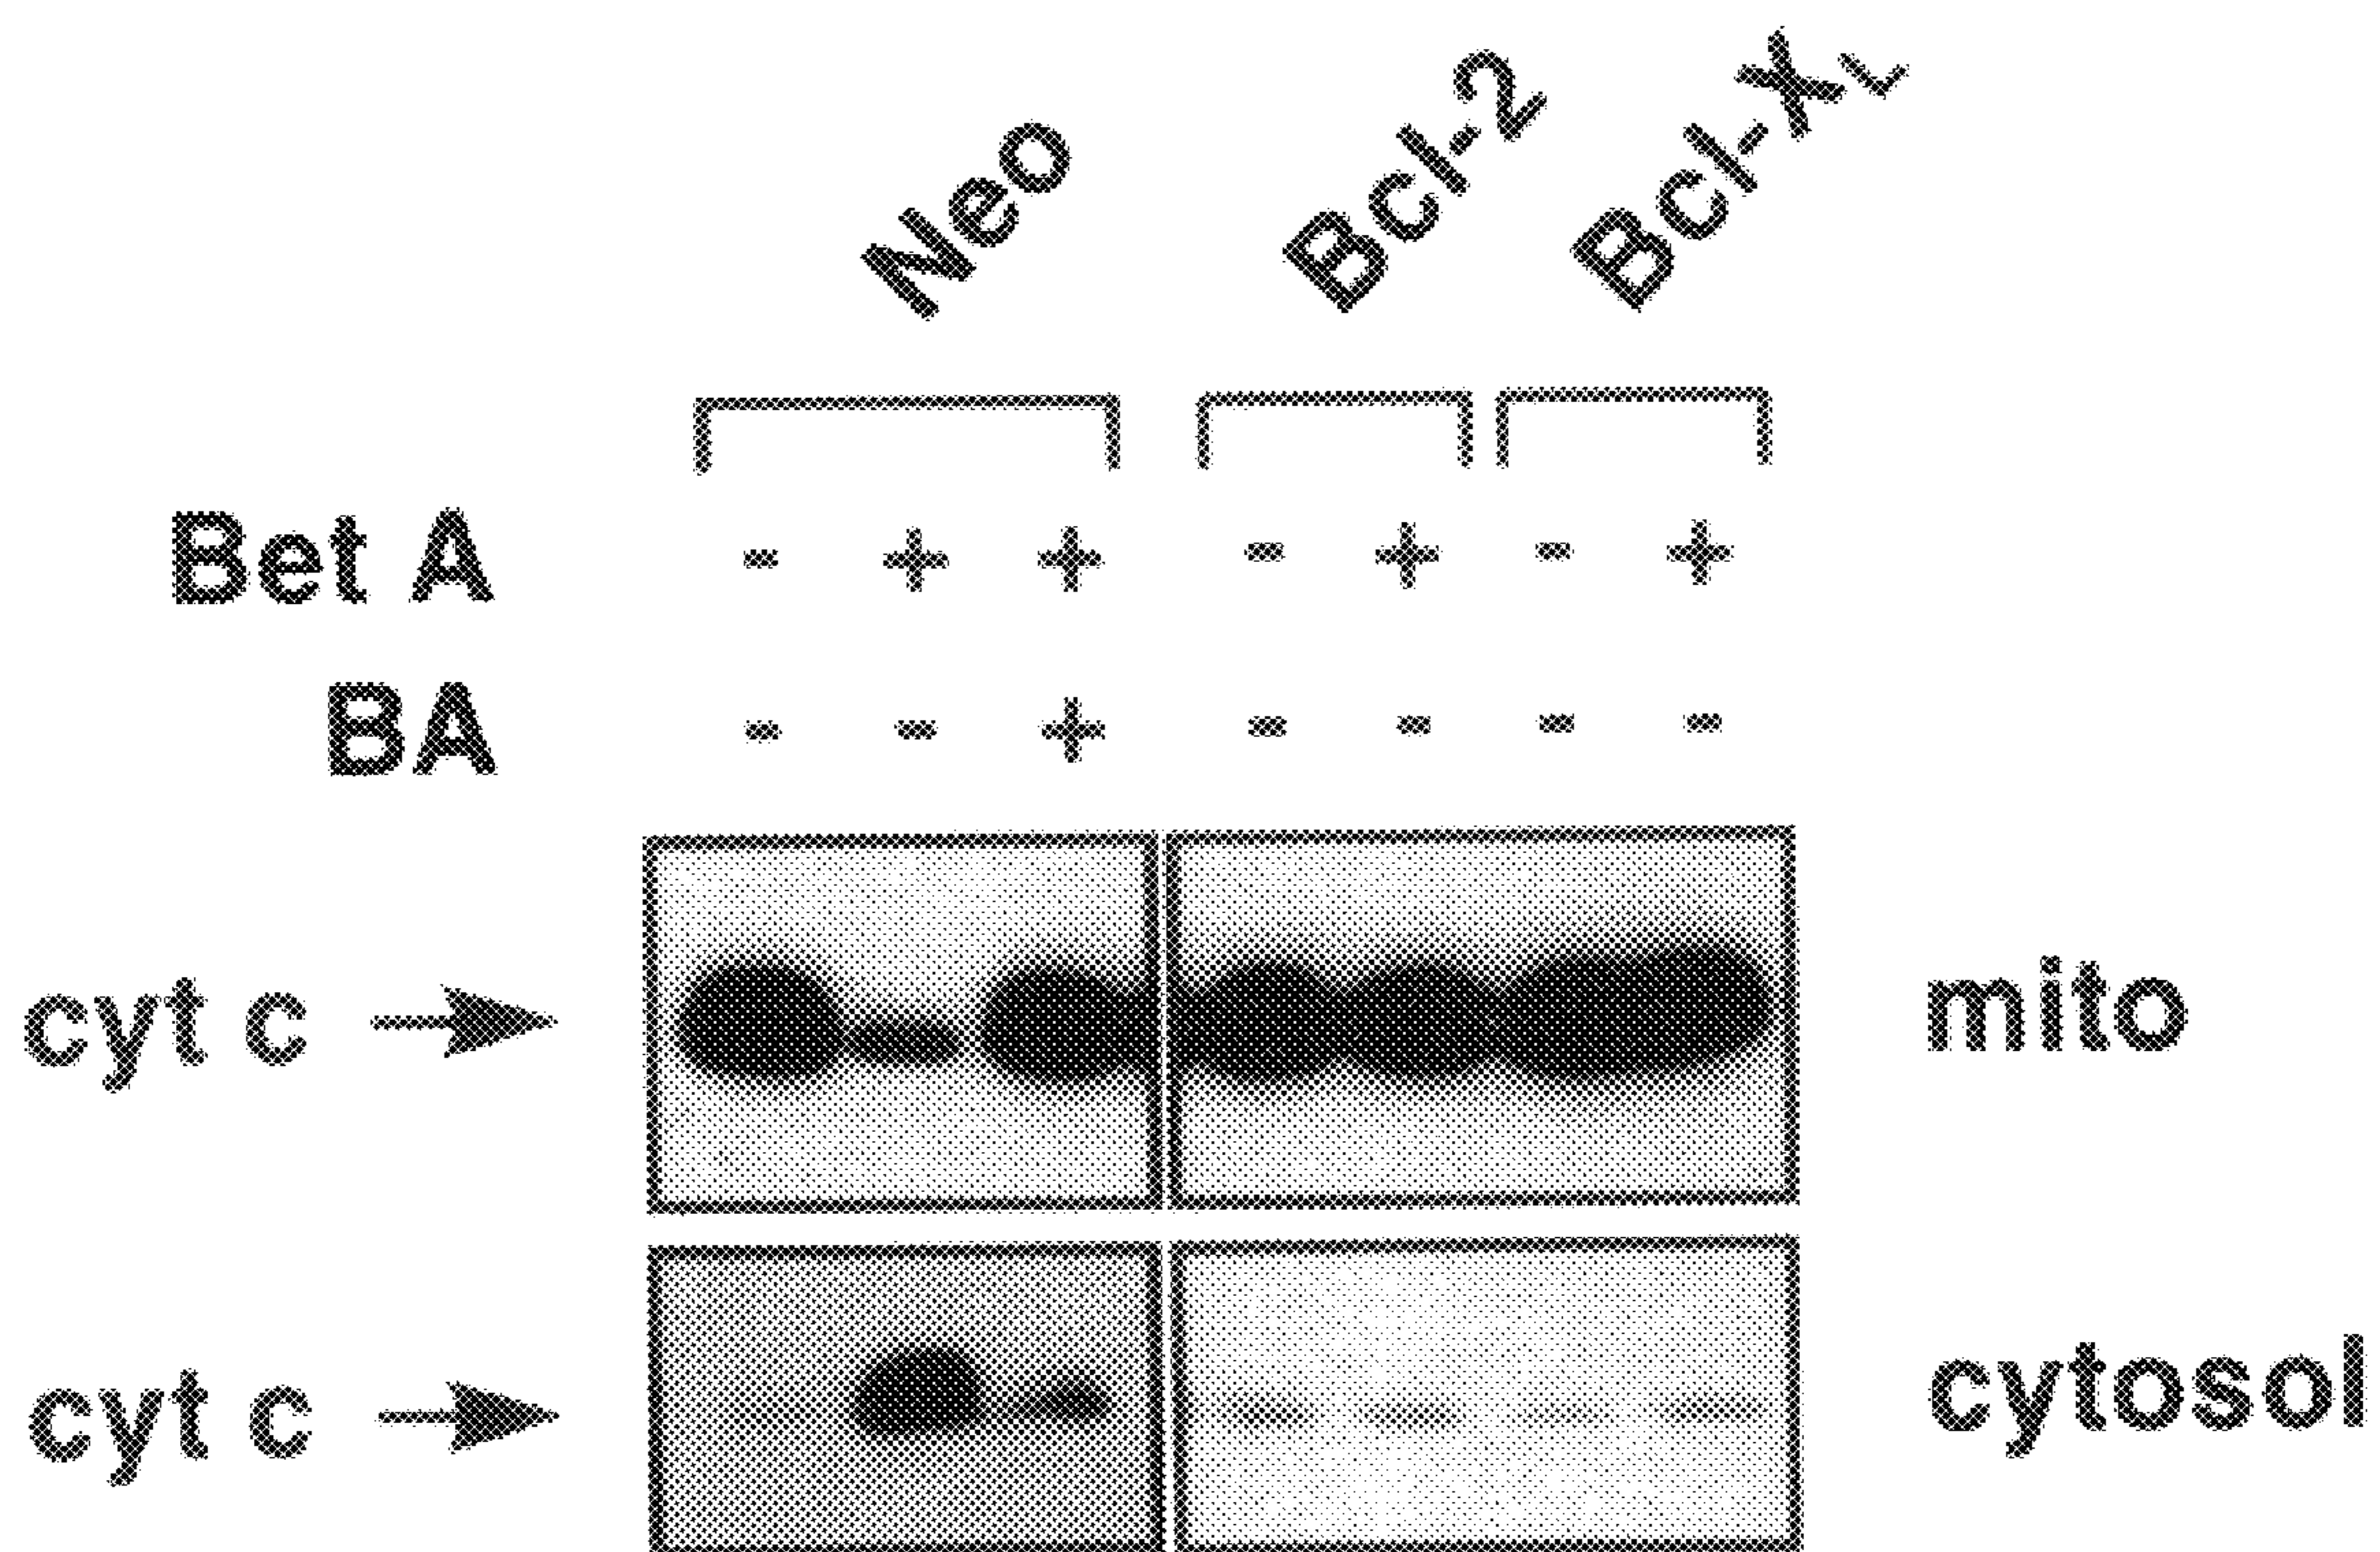 Neo Bcl-2 Bcl-XL
Bet A - + + - + - +
BA - - + - - - -
cyt c mito
cyt c cytosol